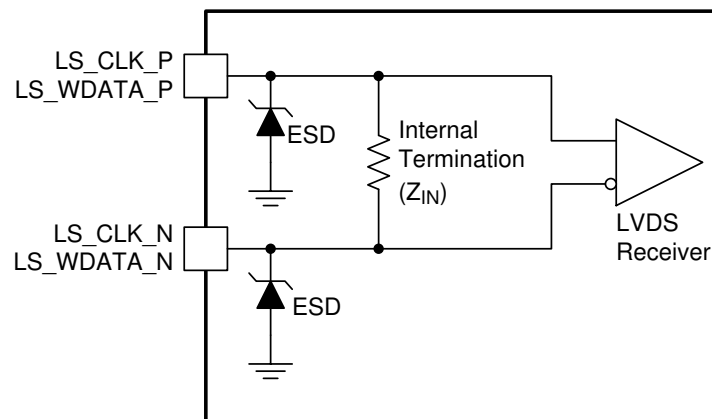 LS_CLK_P
LS_WDATA_P
ESD
Internal
Termination
(Z_IN)
LS_CLK_N
LS_WDATA_N
ESD
LVDS
Receiver